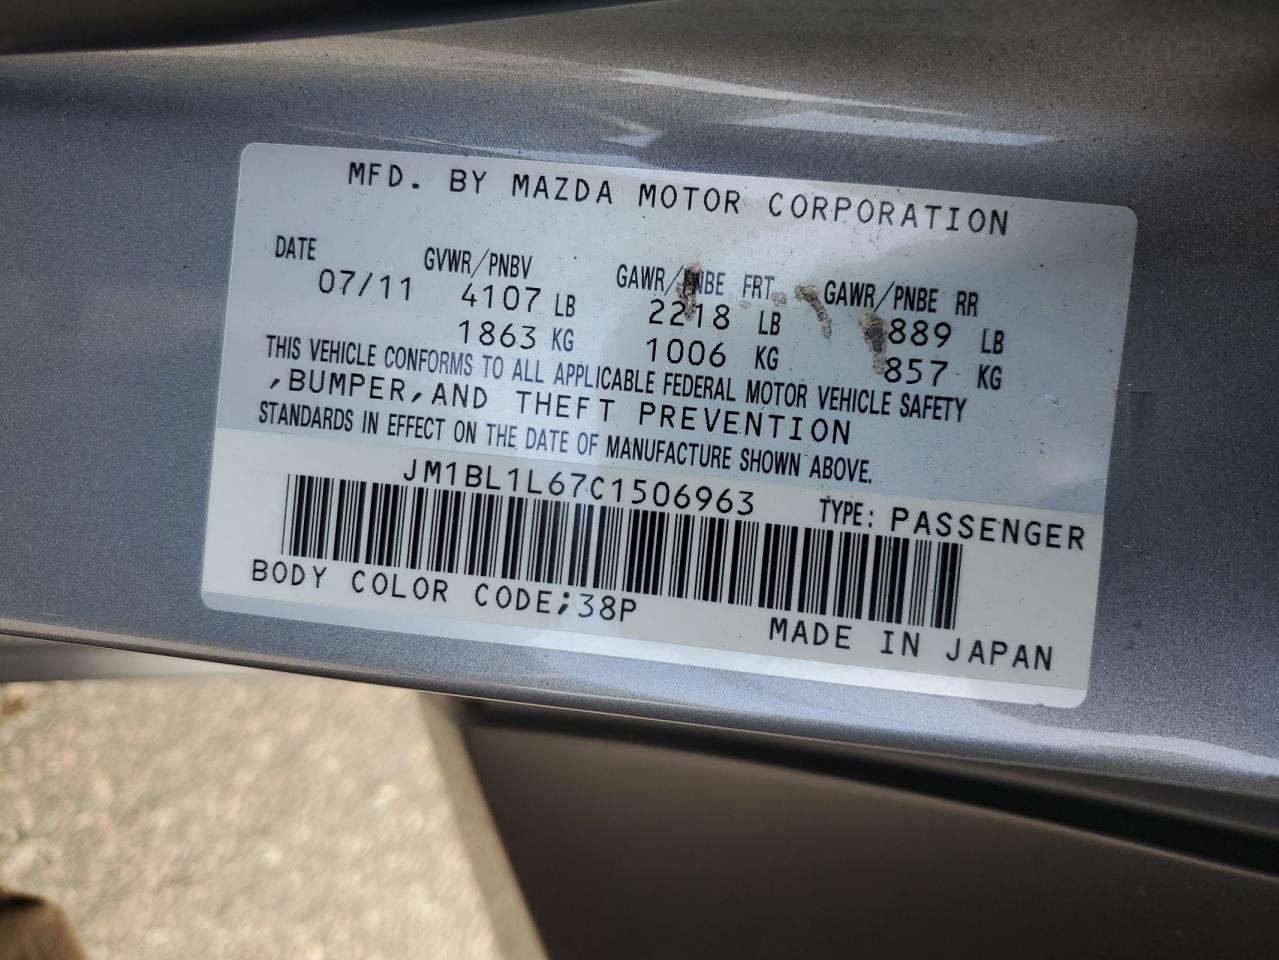 MFD. BY MAZDA MOTOR CORPORATION
DATE GVWR/PNBV GAWR/PNBE FRT GAWR/PNBE RR
07/11 4107 LB 2218 LB 889 LB
1863 KG 1006 KG 857 KG
THIS VEHICLE CONFORMS TO ALL APPLICABLE FEDERAL MOTOR VEHICLE SAFETY
,BUMPER,AND THEFT PREVENTION
STANDARDS IN EFFECT ON THE DATE OF MANUFACTURE SHOWN ABOVE.
JM1BL1L67C1506963 TYPE: PASSENGER
BODY COLOR CODE;38P
MADE IN JAPAN